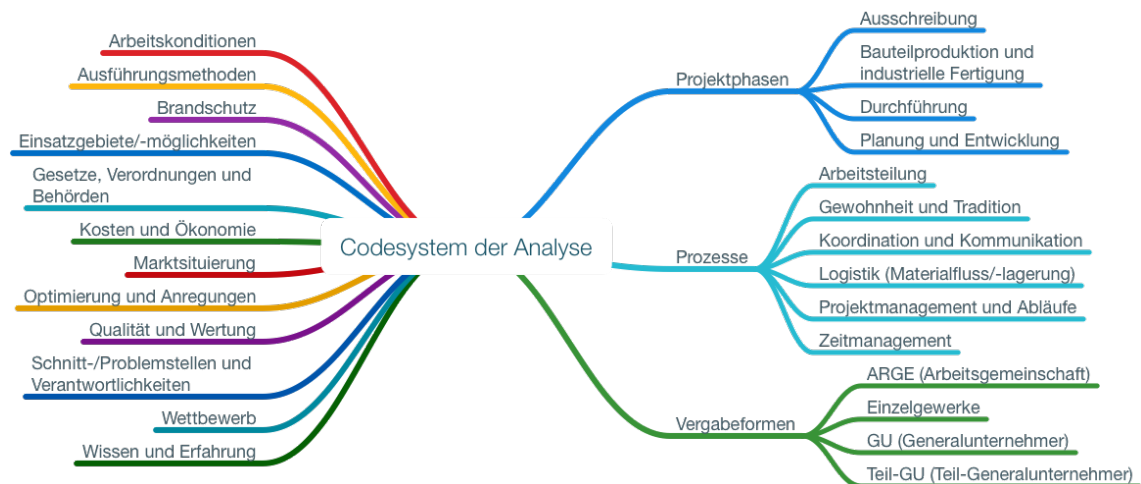 Arbeitskonditionen
Ausführungsmethoden
Brandschutz
Einsatzgebiete/-möglichkeiten
Gesetze, Verordnungen und
Behörden
Kosten und Ökonomie
Marktsituierung
Optimierung und Anregungen
Qualität und Wertung
Schnitt-/Problemstellen und
Verantwortlichkeiten
Wettbewerb
Wissen und Erfahrung
Codesystem der Analyse
Projektphasen
Ausschreibung
Bauteilproduktion und
industrielle Fertigung
Durchführung
Planung und Entwicklung
Prozesse
Arbeitsteilung
Gewohnheit und Tradition
Koordination und Kommunikation
Logistik (Materialfluss/-lagerung)
Projektmanagement und Abläufe
Zeitmanagement
Vergabeformen
ARGE (Arbeitsgemeinschaft)
Einzelgewerke
GU (Generalunternehmer)
Teil-GU (Teil-Generalunternehmer)